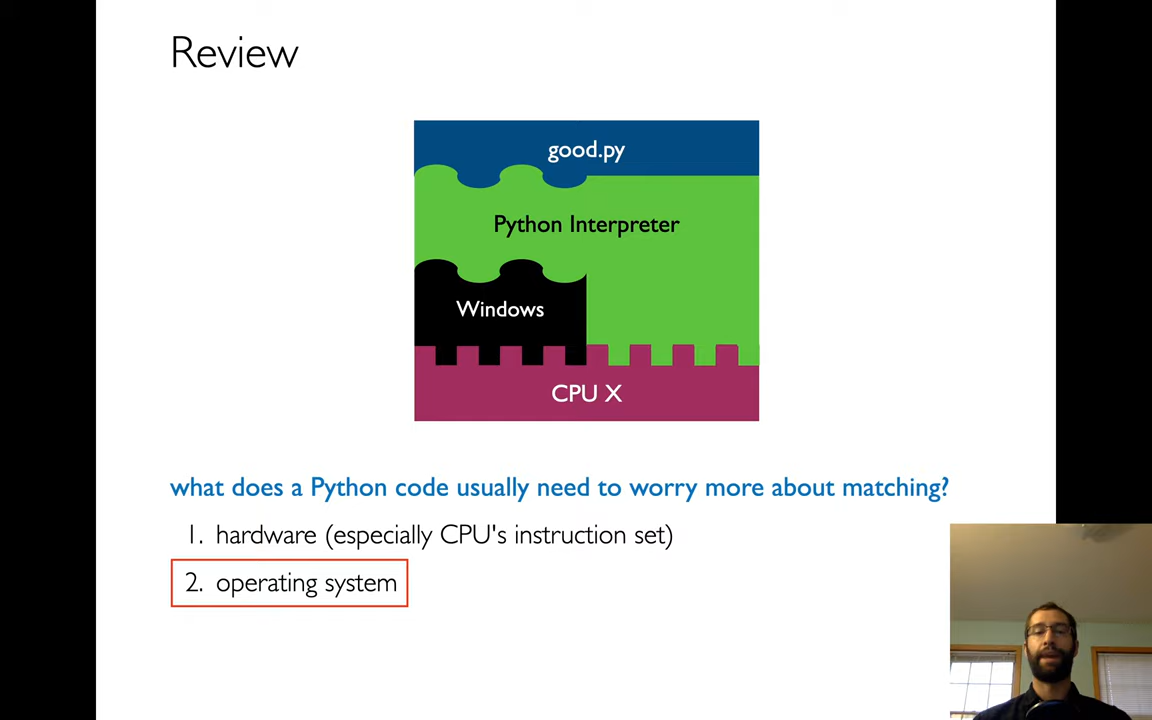 Review
good.py
Python Interpreter
Windows
CPU X
what does a Python code usually need to worry more about matching?
1. hardware (especially CPU's instruction set)
2. operating system